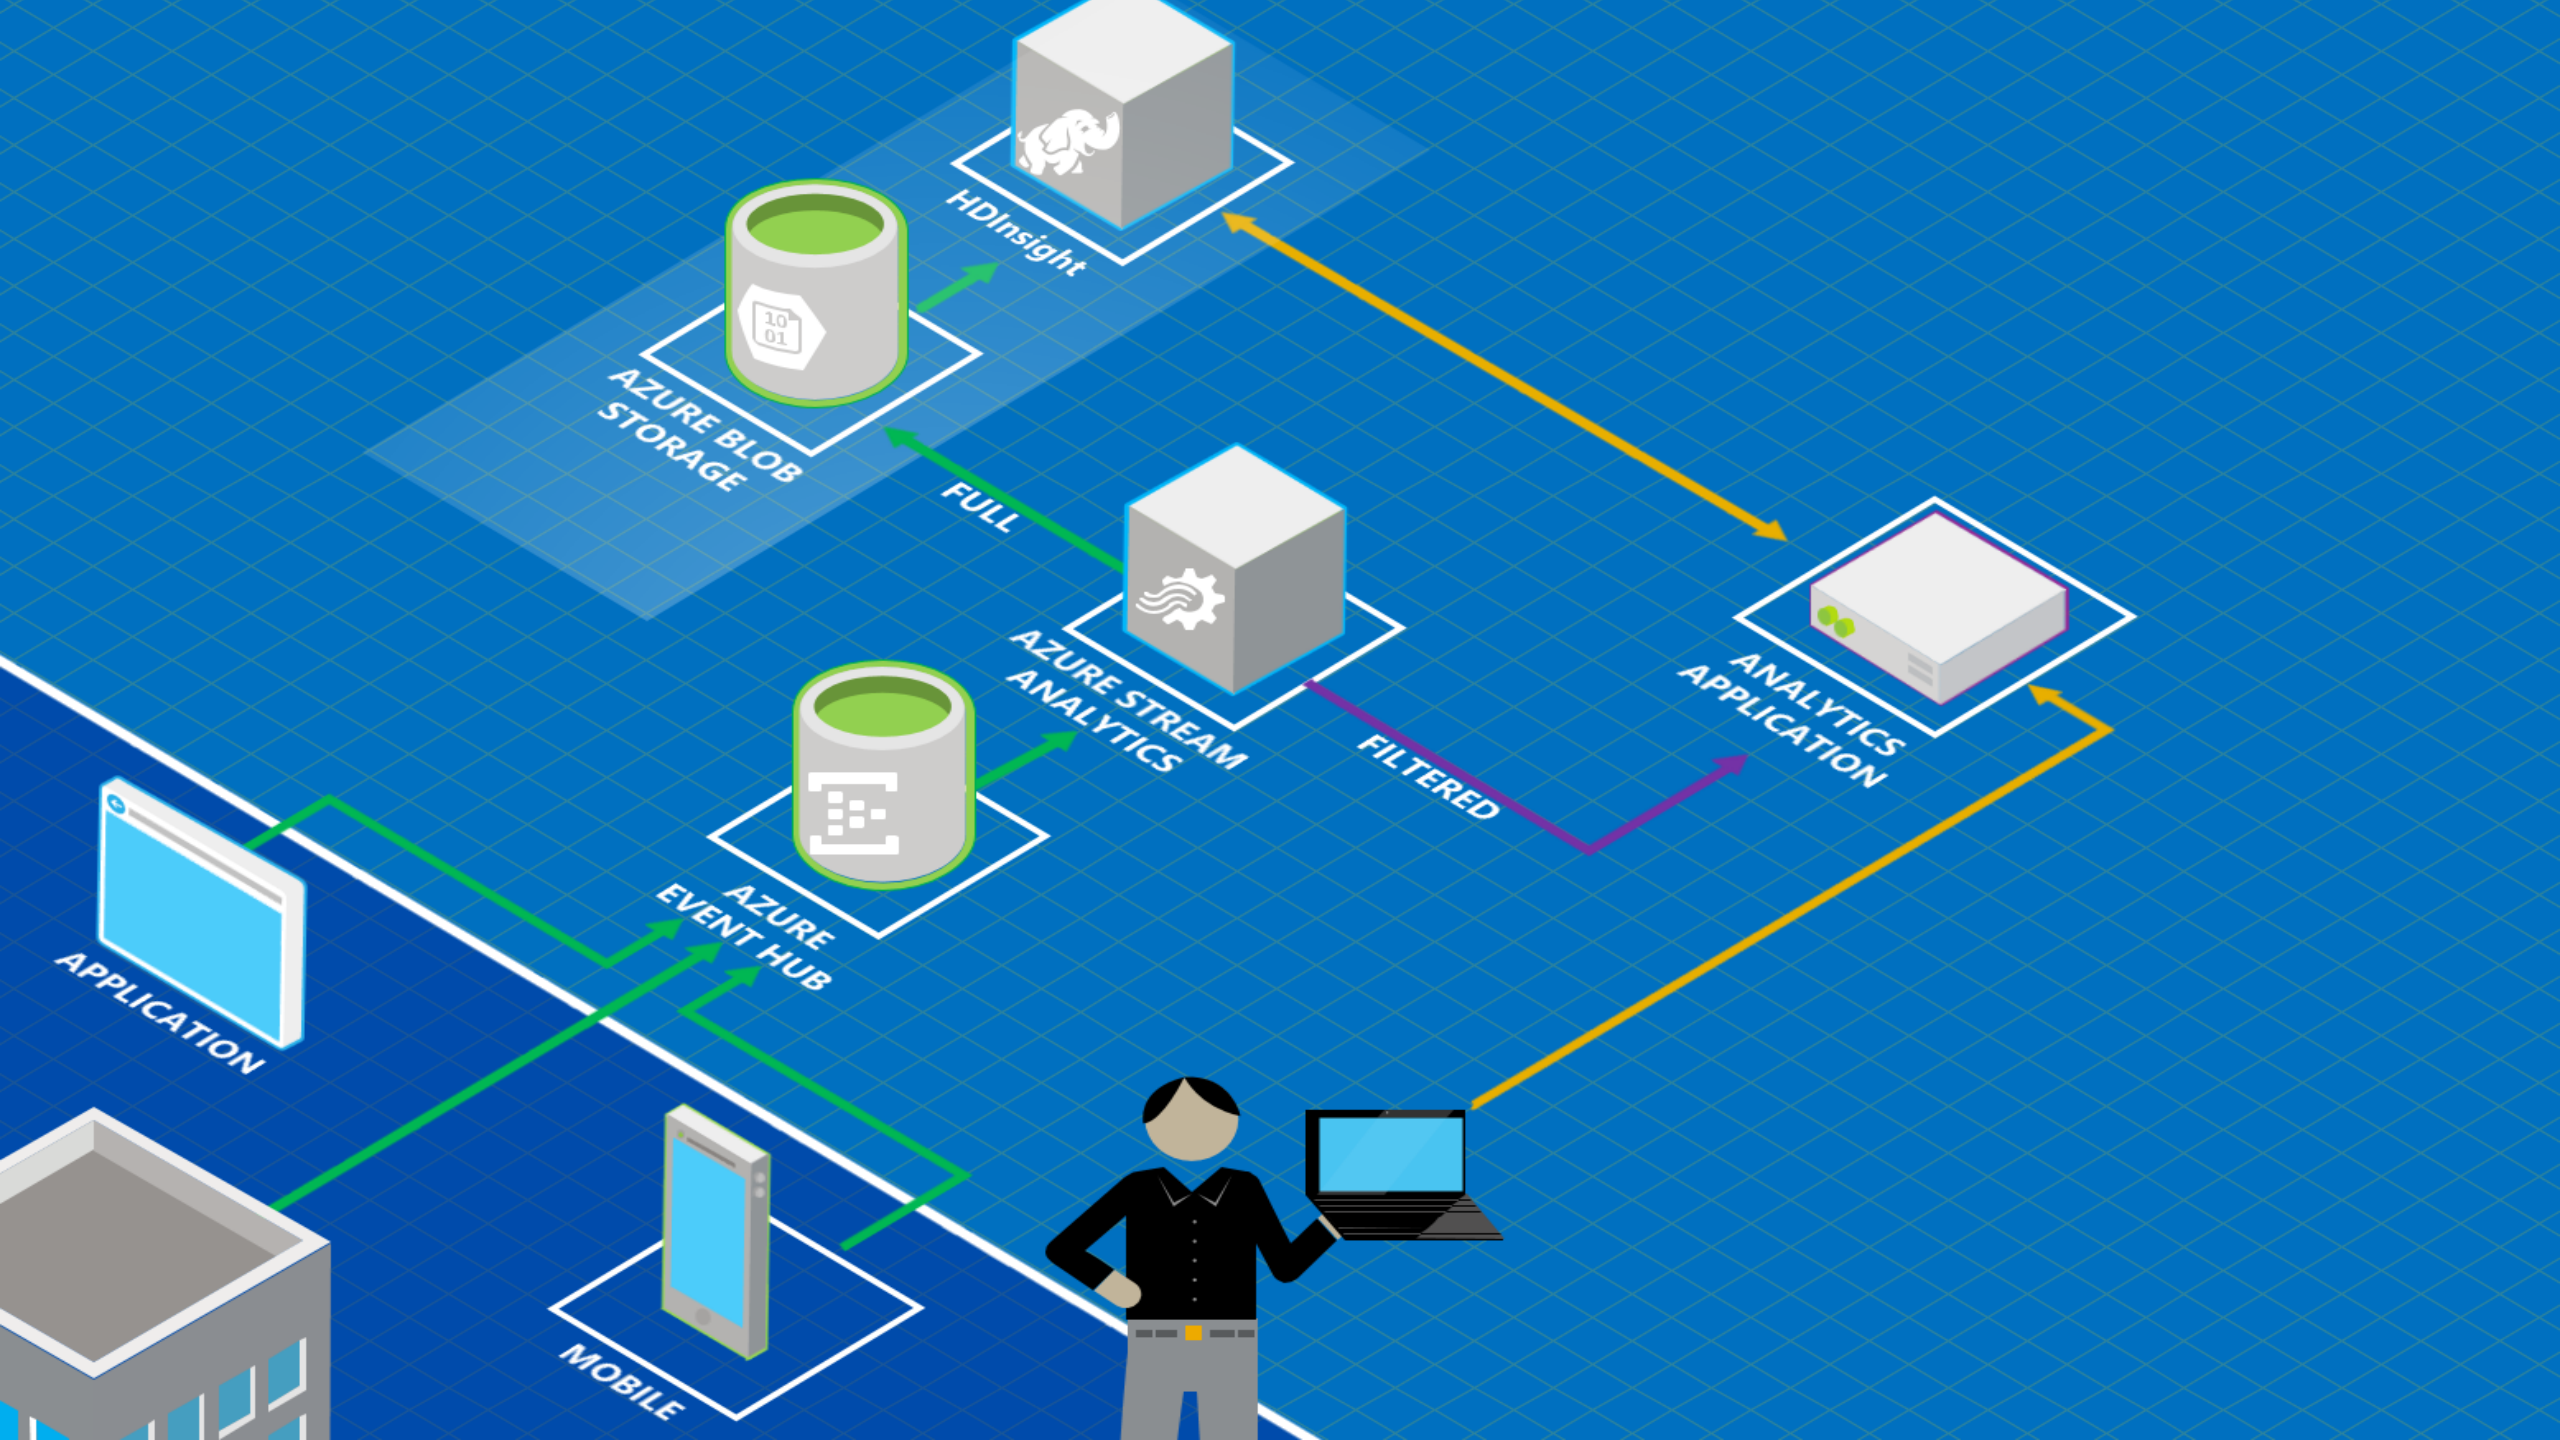 HDInsight
10
01
AZURE BLOB
STORAGE
FULL
AZURE STREAM
ANALYTICS
ANALYTICS
APPLICATION
FILTERED
AZURE
EVENT HUB
APPLICATION
MOBILE